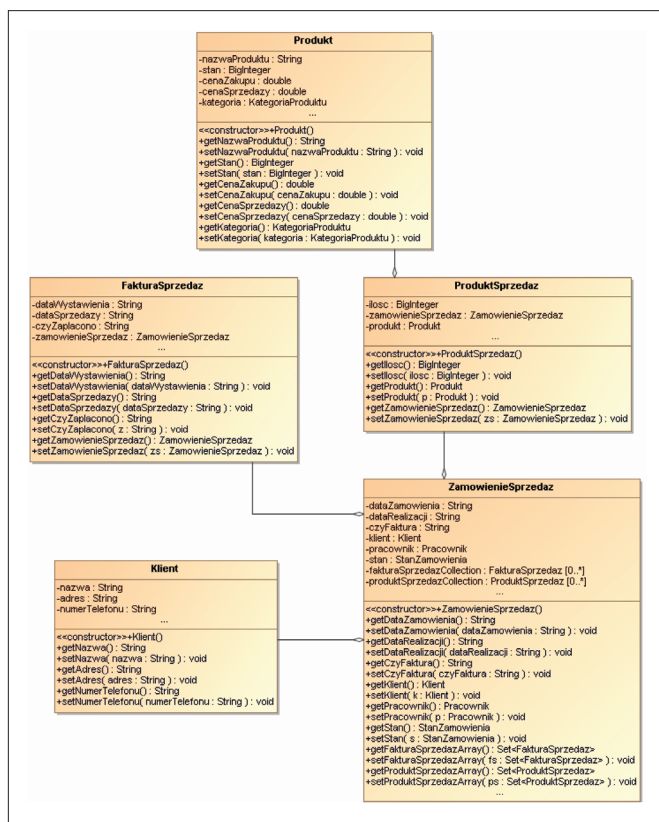 Produkt
-nazwaProduktu : String
-stan : BigInteger
-cenaZakupu : double
-cenaSprzedazy : double
-kategoria : KategoriaProduktu
...
<<constructor>>+Produkt()
+getNazwaProduktu() : String
+setNazwaProduktu( nazwaProduktu : String ) : void
+getStan() : BigInteger
+setStan( stan : BigInteger ) : void
+getCenaZakupu() : double
+setCenaZakupu( cenaZakupu : double ) : void
+getCenaSprzedazy() : double
+setCenaSprzedazy( cenaSprzedazy : double ) : void
+getKategoria() : KategoriaProduktu
+setKategoria( kategoria : KategoriaProduktu ) : void
FakturaSprzedaz
-dataWystawienia : String
-dataSprzedazy : String
-czyZaplacono : String
-zamowienieSprzedaz : ZamowienieSprzedaz
...
<<constructor>>+FakturaSprzedaz()
+getDataWystawienia() : String
+setDataWystawienia( dataWystawienia : String ) : void
+getDataSprzedazy() : String
+setDataSprzedazy( dataSprzedazy : String ) : void
+getCzyZaplacono() : String
+setCzyZaplacono( z : String ) : void
+getZamowienieSprzedaz() : ZamowienieSprzedaz
+setZamowienieSprzedaz( zs : ZamowienieSprzedaz ) : void
ProduktSprzedaz
-ilosc : BigInteger
-zamowienieSprzedaz : ZamowienieSprzedaz
-produkt : Produkt
...
<<constructor>>+ProduktSprzedaz()
+getIlosc() : BigInteger
+setIlosc( ilosc : BigInteger ) : void
+getProdukt() : Produkt
+setProdukt( p : Produkt ) : void
+getZamowienieSprzedaz() : ZamowienieSprzedaz
+setZamowienieSprzedaz( zs : ZamowienieSprzedaz ) : void
Klient
-nazwa : String
-adres : String
-numerTelefonu : String
...
<<constructor>>+Klient()
+getNazwa() : String
+setNazwa( nazwa : String ) : void
+getAdres() : String
+setAdres( adres : String ) : void
+getNumerTelefonu() : String
+setNumerTelefonu( numerTelefonu : String ) : void
ZamowienieSprzedaz
-dataZamowienia : String
-dataRealizacji : String
-czyFaktura : String
-klient : Klient
-pracownik : Pracownik
-stan : StanZamowienia
-fakturaSprzedazCollection : FakturaSprzedaz [0..*]
-produktSprzedazCollection : ProduktSprzedaz [0..*]
...
<<constructor>>+ZamowienieSprzedaz()
+getDataZamowienia() : String
+setDataZamowienia( dataZamowienia : String ) : void
+getDataRealizacji() : String
+setDataRealizacji( dataRealizacji : String ) : void
+getCzyFaktura() : String
+setCzyFaktura( czyFaktura : String ) : void
+getKlient() : Klient
+setKlient( k : Klient ) : void
+getPracownik() : Pracownik
+setPracownik( p : Pracownik ) : void
+getStan() : StanZamowienia
+setStan( s : StanZamowienia ) : void
+getFakturaSprzedazArray() : Set<FakturaSprzedaz>
+setFakturaSprzedazArray( fs : Set<FakturaSprzedaz> ) : void
+getProduktSprzedazArray() : Set<ProduktSprzedaz>
+setProduktSprzedazArray( ps : Set<ProduktSprzedaz> ) : void
...